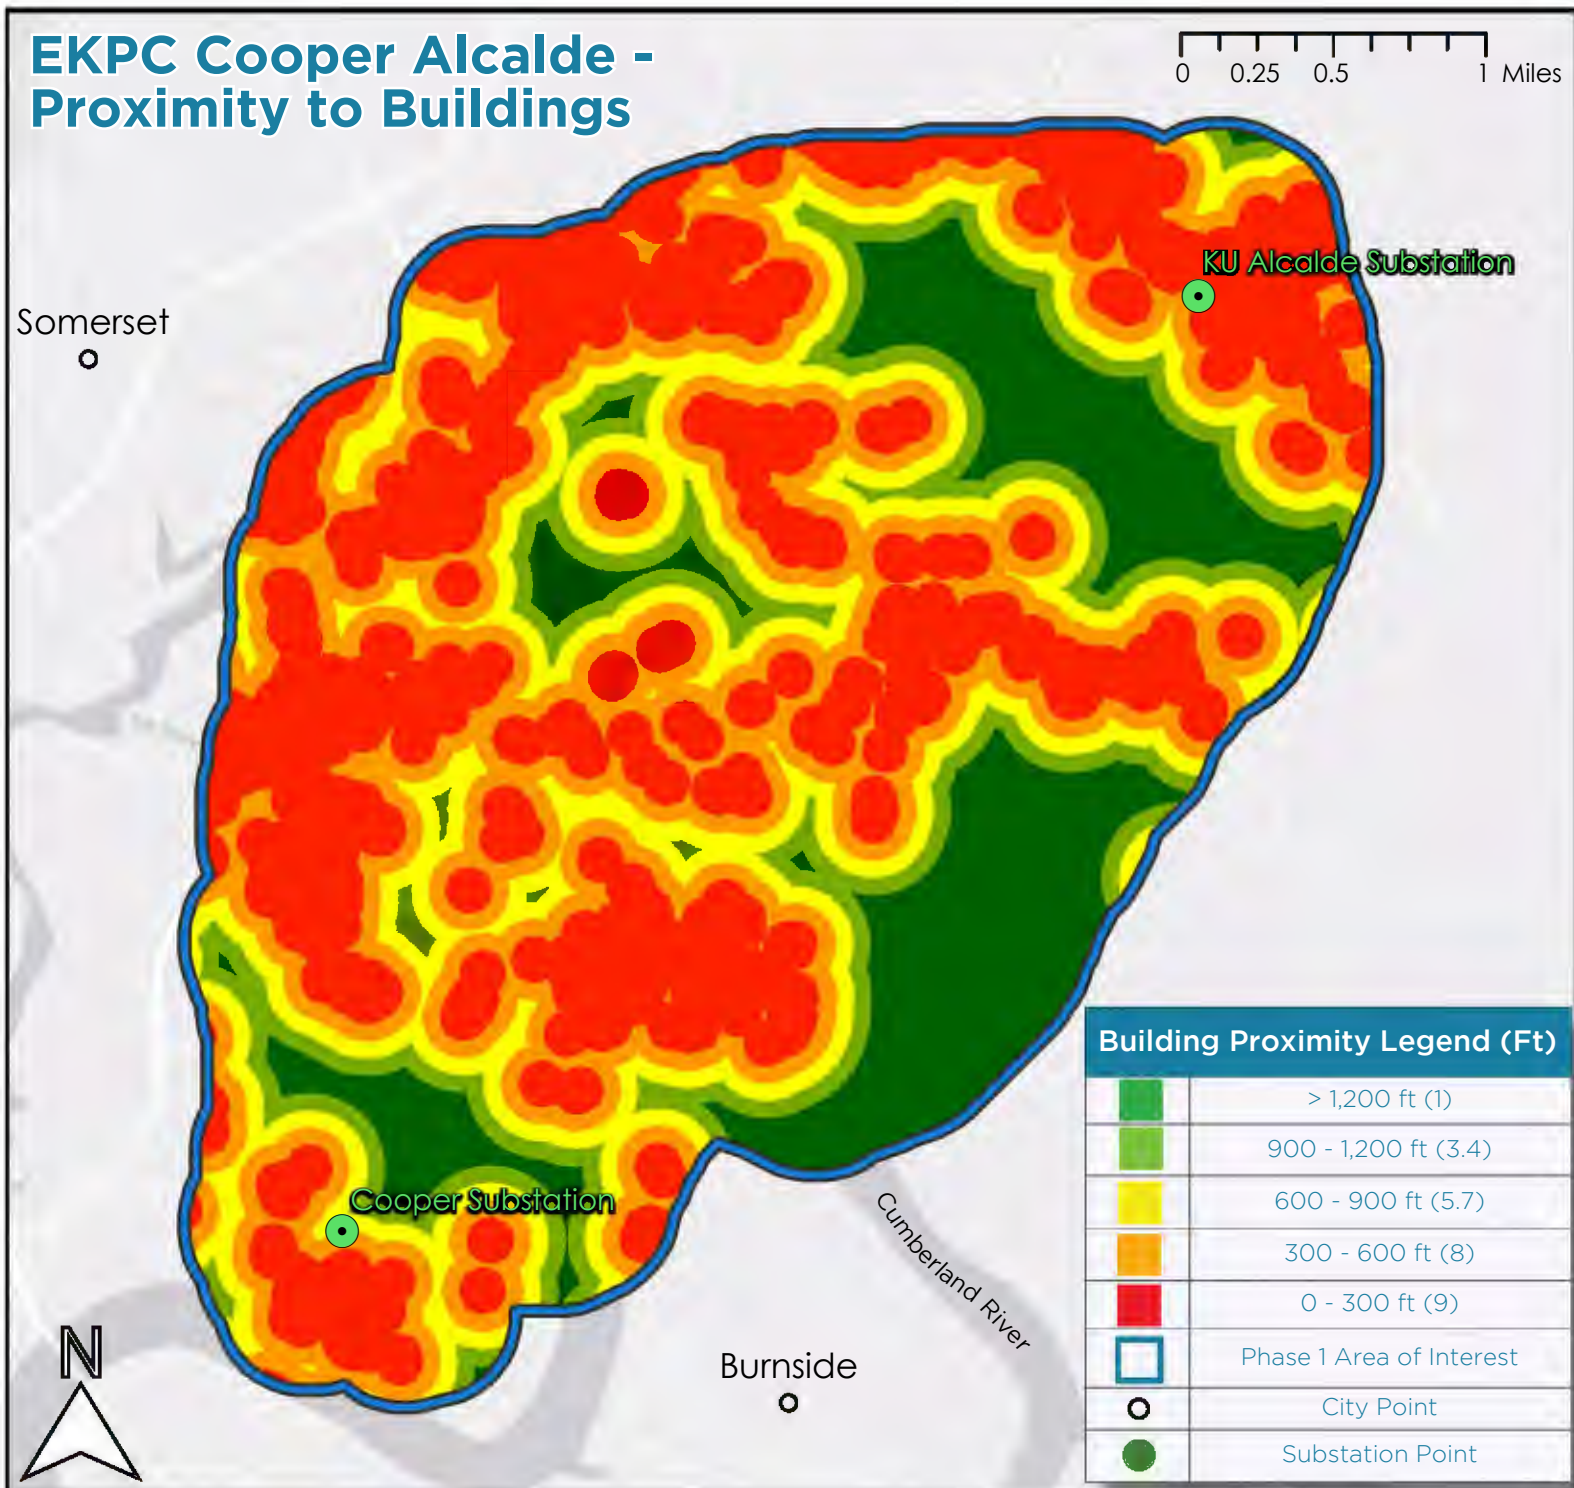 EKPC Cooper Alcalde -
Proximity to Buildings
0 0.25 0.5 1 Miles
KU Alcalde Substation
Somerset
Cooper Substation
Cumberland River
Burnside
N
Building Proximity Legend (Ft)
> 1,200 ft (1)
900 - 1,200 ft (3.4)
600 - 900 ft (5.7)
300 - 600 ft (8)
0 - 300 ft (9)
Phase 1 Area of Interest
City Point
Substation Point